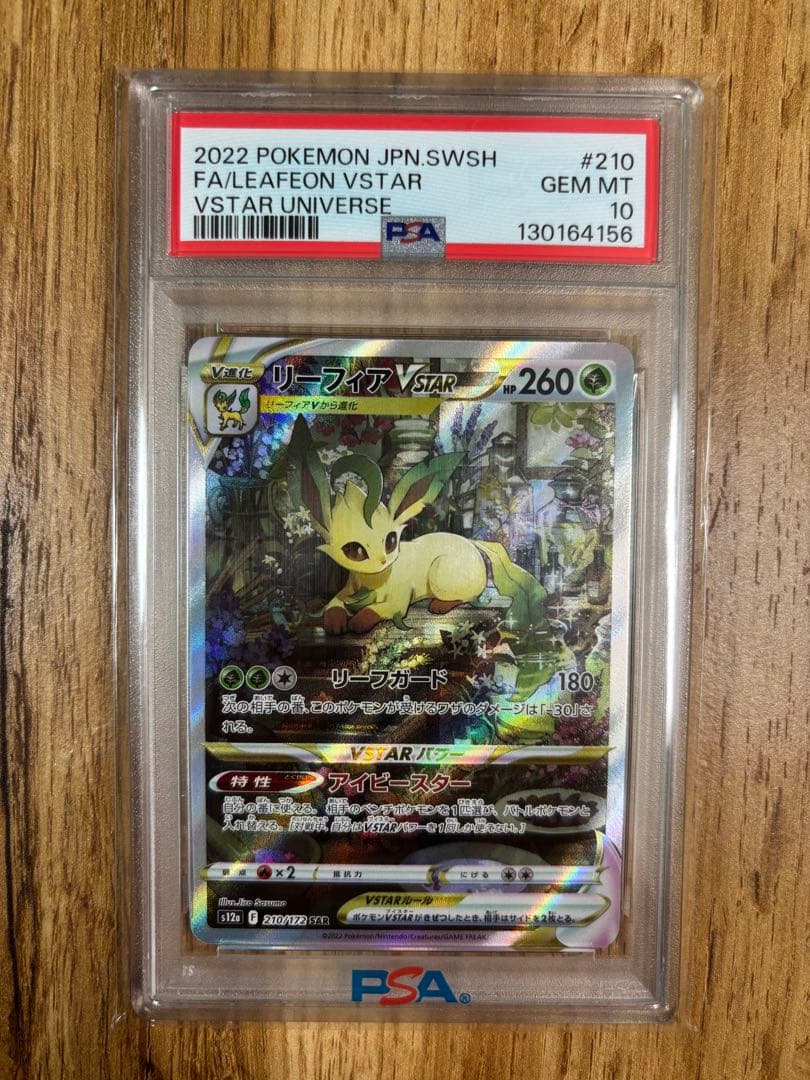 2022 POKEMON JPN.SWSH #210
FA/LEAFEON VSTAR GEM MT
VSTAR UNIVERSE 10
PSA 130164156
V進化 リーフィア VSTAR HP 260
リーフィアVから進化
リーフガード 180
次の相手の番、このポケモンが受けるワザのダメージは「-30」さ
れる。
VSTARパワー
特性 アイビースター
自分の番に使える。相手のベンチポケモンを1匹選び、バトルポケモンと
入れ替える。[対戦中、自分はVSTARパワーを1回しか使えない。]
弱点 ×2 抵抗力 にげる
Illus. Jiro Sasumo
VSTARルール
s12a F 210/172 SAR
ポケモンVSTARがきぜつしたとき、相手はサイドを2枚とる。
©2022 Pokémon/Nintendo/Creatures/GAME FREAK
PSA®